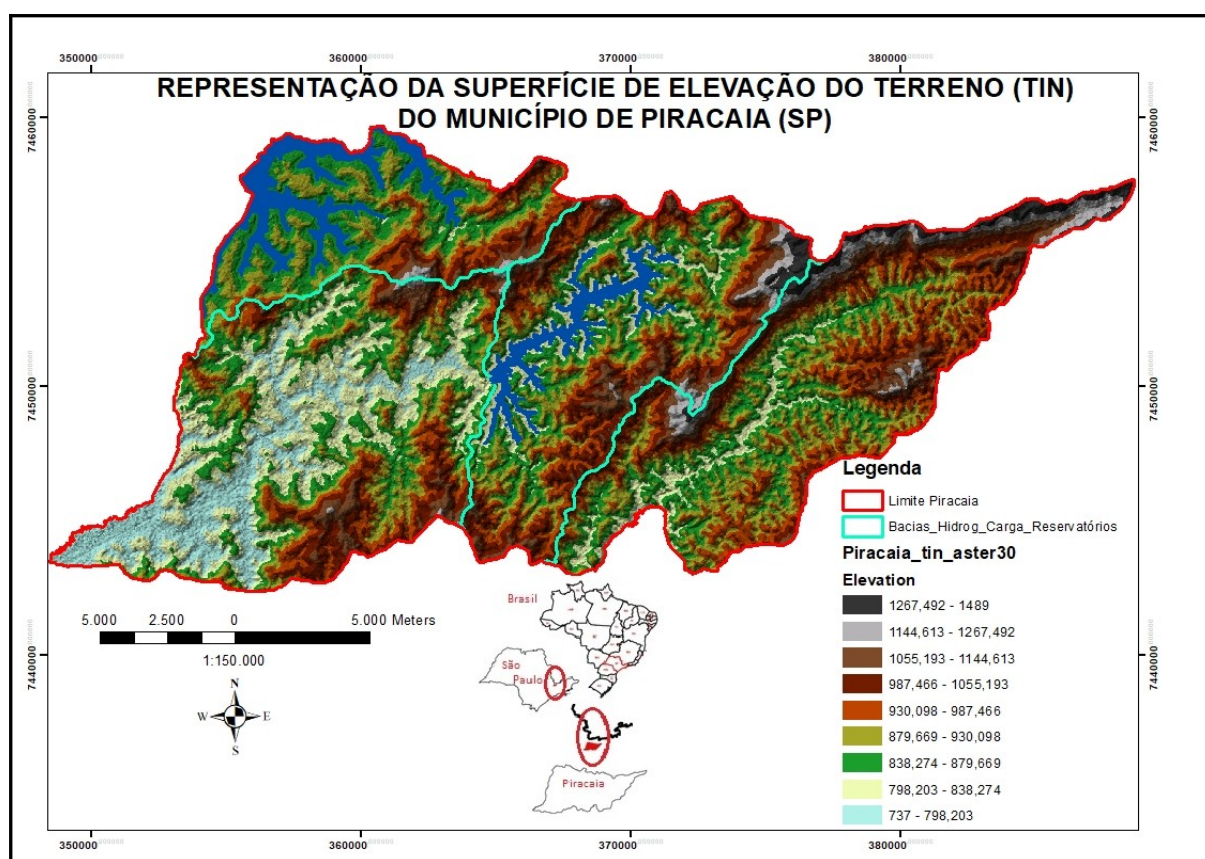 350000 360000 370000 380000
REPRESENTAÇÃO DA SUPERFÍCIE DE ELEVAÇÃO DO TERRENO (TIN)
DO MUNICÍPIO DE PIRACAIA (SP)
7460000 7460000
7450000 7450000
Legenda
Limite Piracaia
Bacias_Hidrog_Carga_Reservatórios
Piracaia_tin_aster30
Elevation
1267,492 - 1489
1144,613 - 1267,492
1055,193 - 1144,613
987,466 - 1055,193
930,098 - 987,466
879,669 - 930,098
838,274 - 879,669
798,203 - 838,274
737 - 798,203
5.000 2.500 0 5.000 Meters
1:150.000
N
W E
S
Brasil
São
Paulo
Piracaia
7440000 7440000
350000 360000 370000 380000